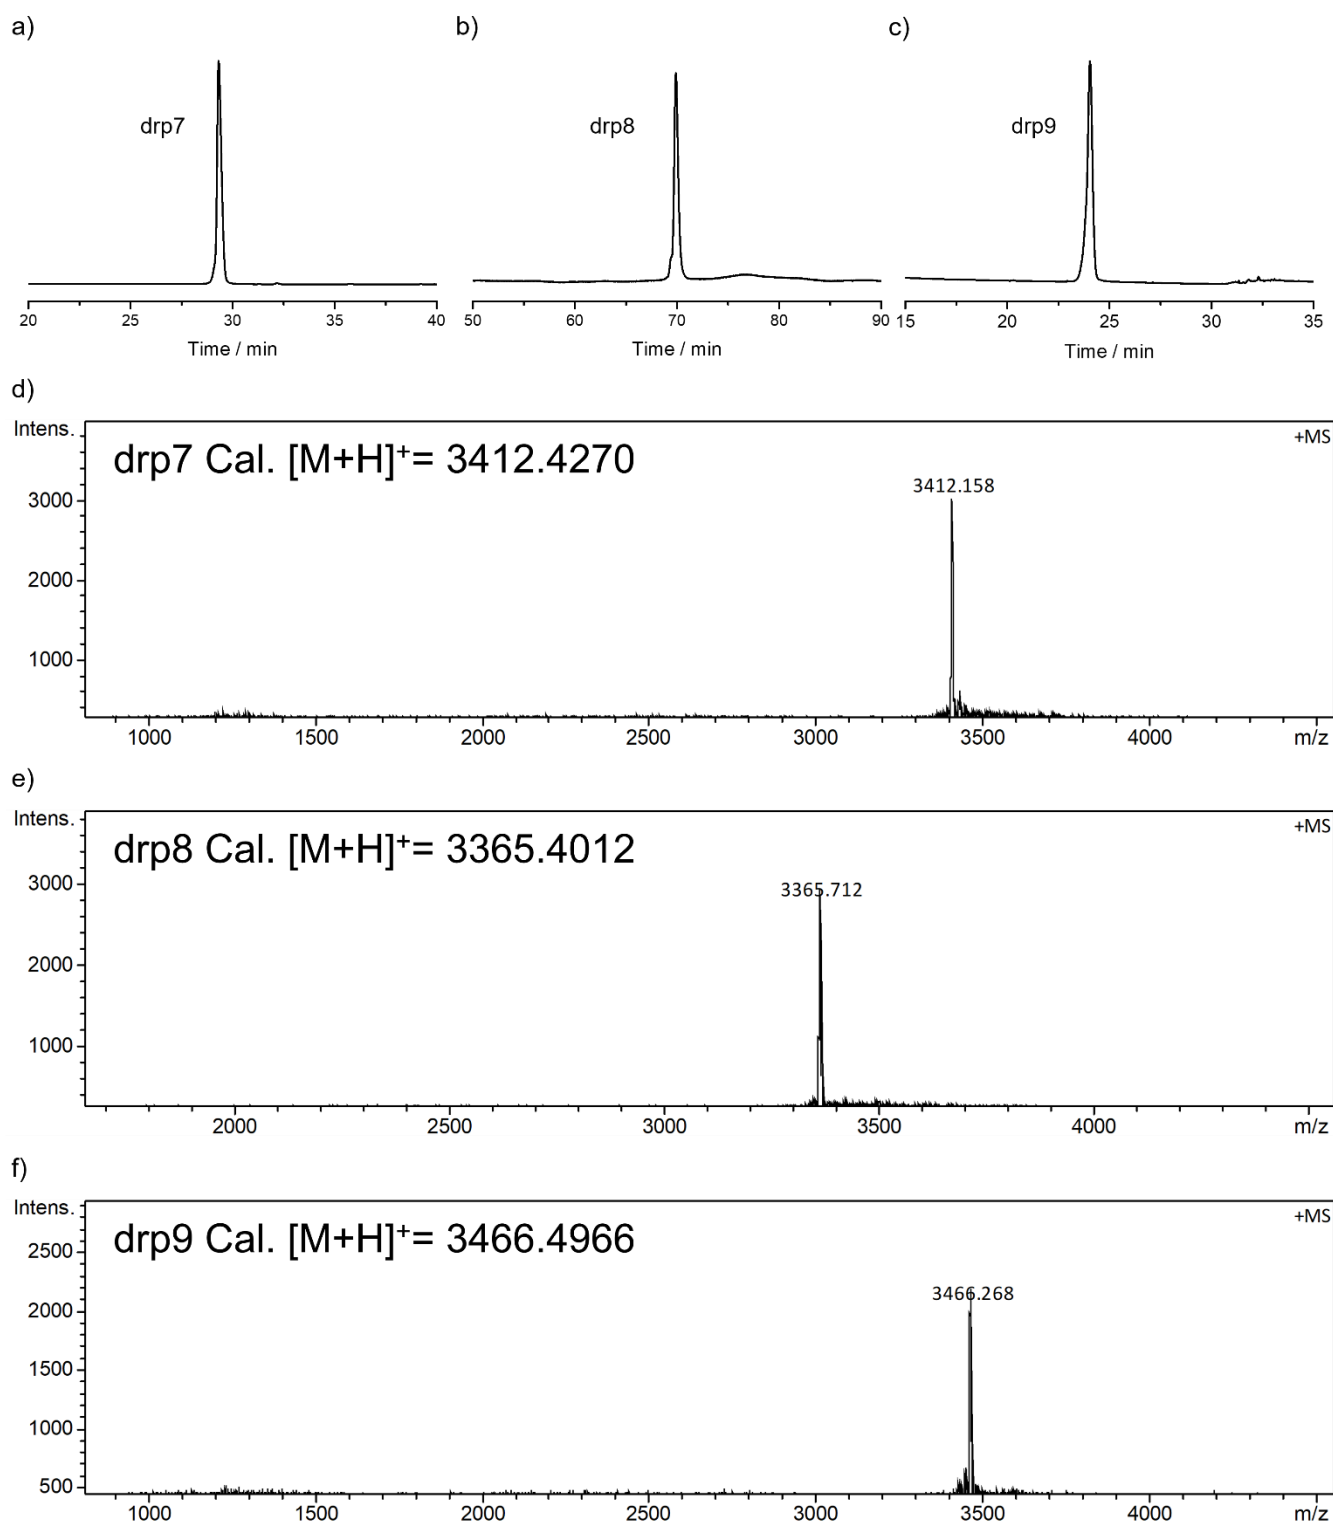 a)
b)
c)
drp7
drp8
drp9
20 25 30 35 40
50 60 70 80 90
15 20 25 30 35
Time / min
Time / min
Time / min
d)
Intens.
+MS
drp7 Cal. [M+H]⁺= 3412.4270
3412.158
3000
2000
1000
1000 1500 2000 2500 3000 3500 4000 m/z
e)
Intens.
+MS
drp8 Cal. [M+H]⁺= 3365.4012
3365.712
3000
2000
1000
2000 2500 3000 3500 4000 m/z
f)
Intens.
+MS
drp9 Cal. [M+H]⁺= 3466.4966
2500
3466.268
2000
1500
1000
500
1000 1500 2000 2500 3000 3500 4000 m/z